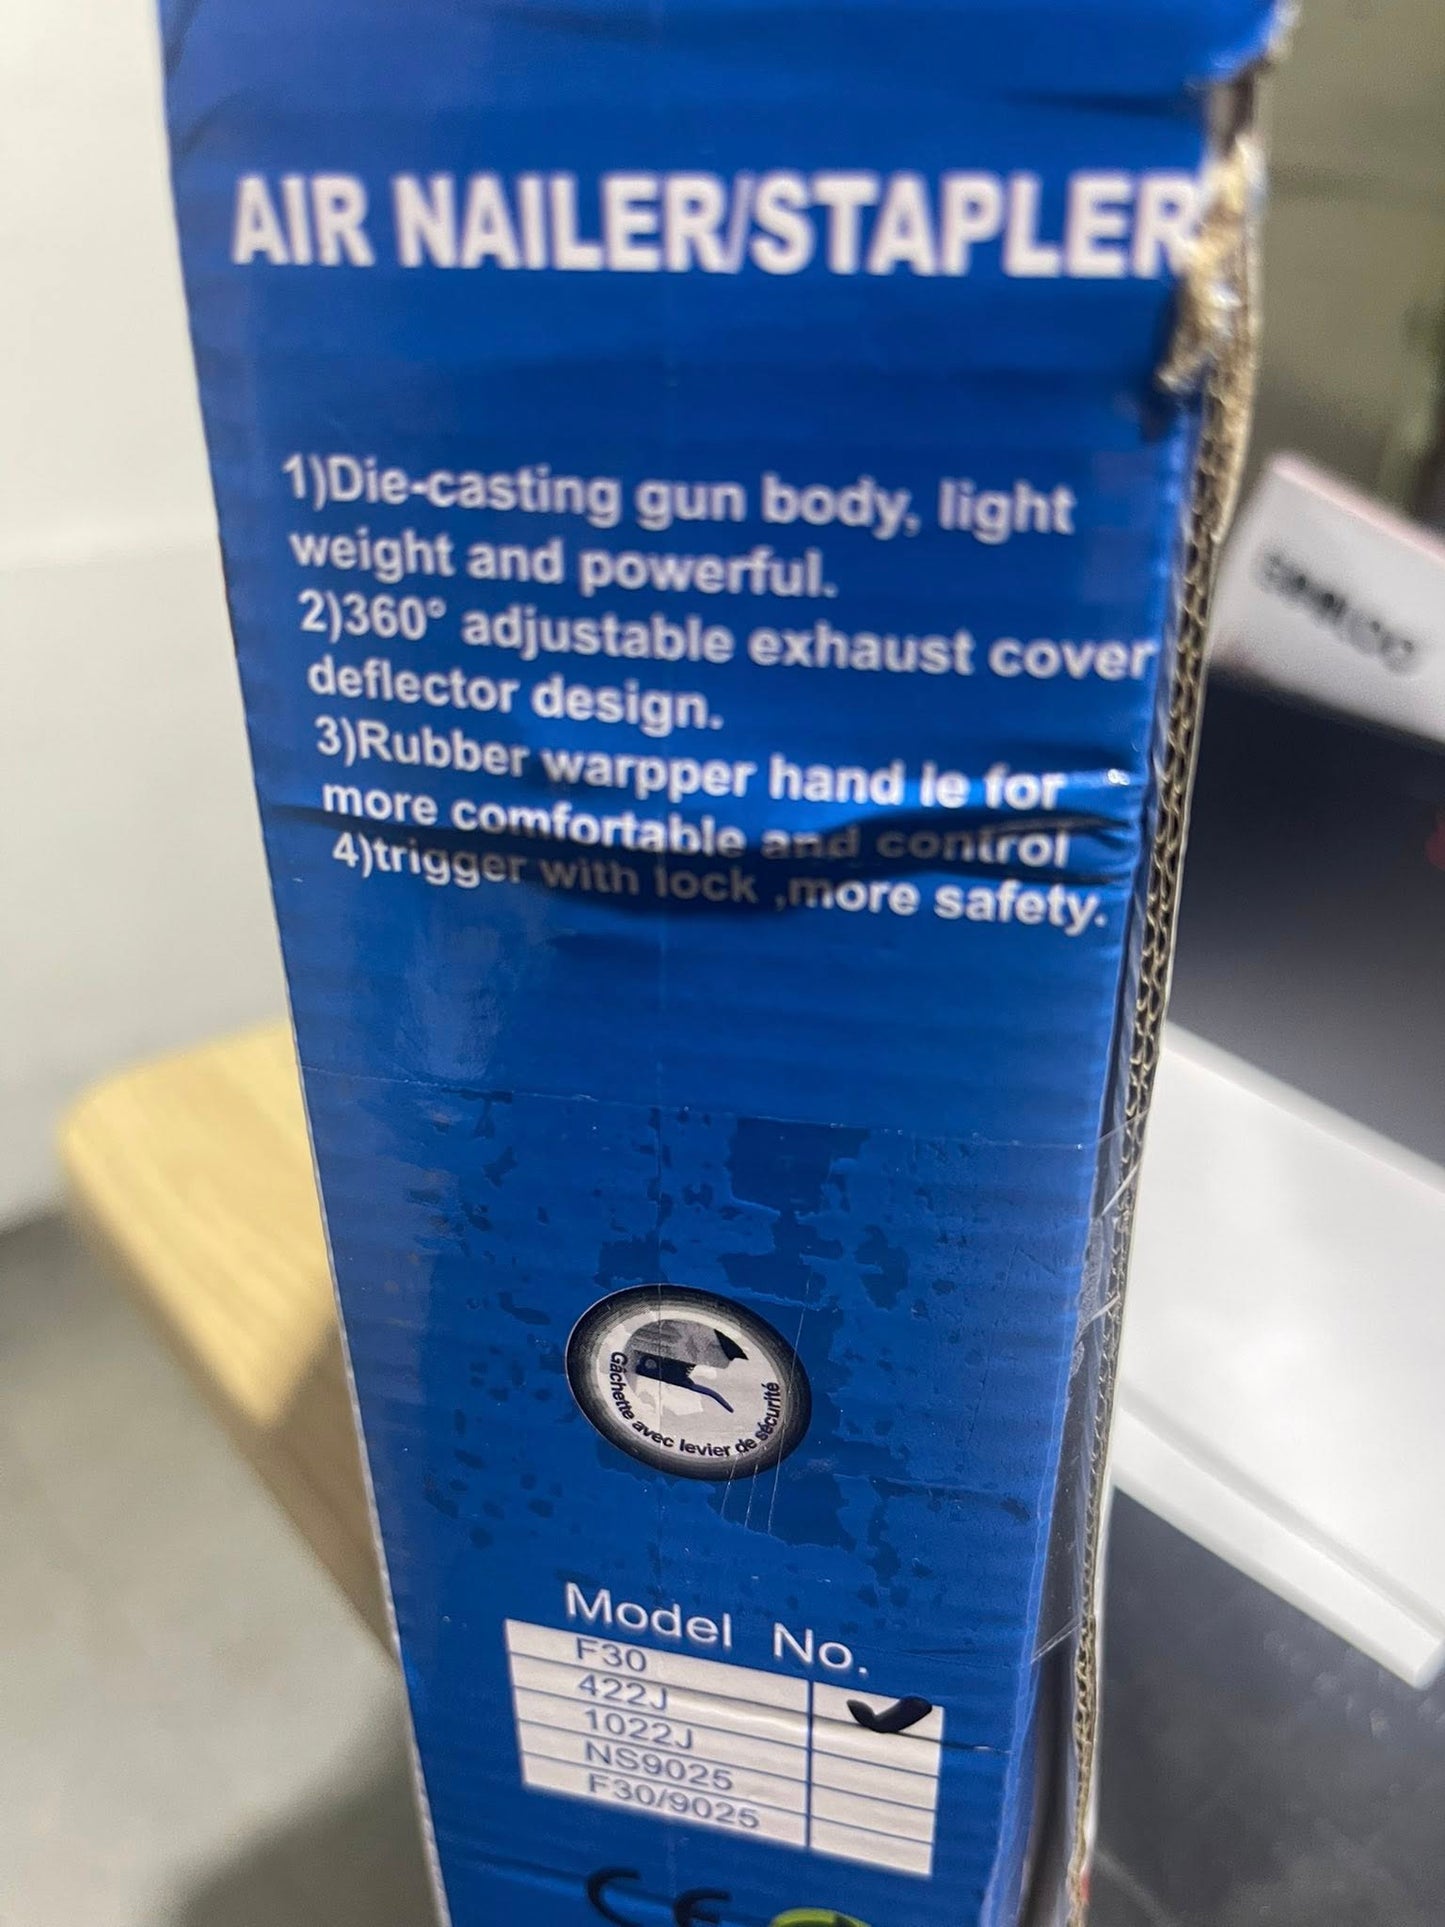 AIR NAILER/STAPLER
1)Die-casting gun body, light
weight and powerful.
2)360° adjustable exhaust cover
deflector design.
3)Rubber warpper hand le for
more comfortable and control
4)trigger with lock ,more safety.
Gâchette avec levier de sécurité
Model No.
F30
422J
1022J
NS9025
F30/9025
CE